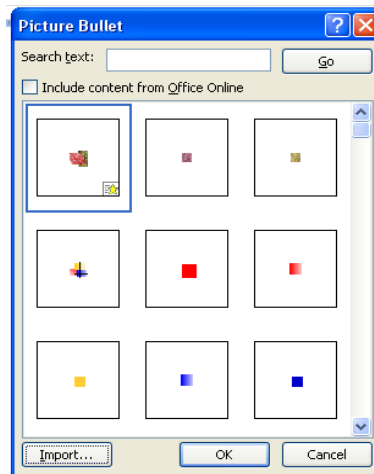 Picture Bullet
Search text: Go
Include content from Office Online
Import... OK Cancel